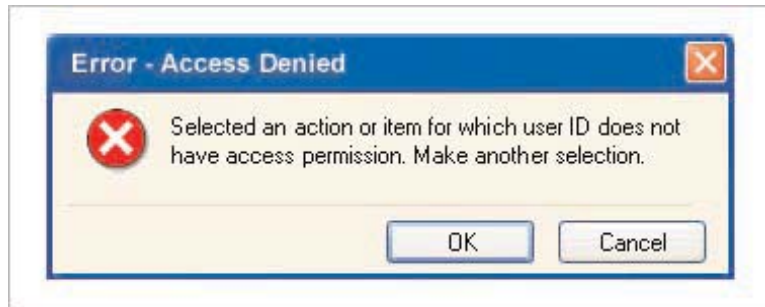 Error - Access Denied
Selected an action or item for which user ID does not
have access permission. Make another selection.
OK
Cancel